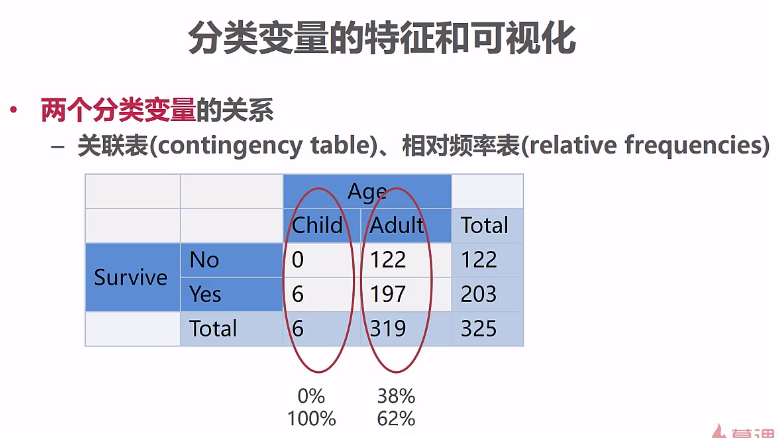 分类变量的特征和可视化
• 两个分类变量的关系
– 关联表(contingency table)、相对频率表(relative frequencies)
Age
Child Adult Total
Survive No 0 122 122
Yes 6 197 203
Total 6 319 325
0% 38%
100% 62%